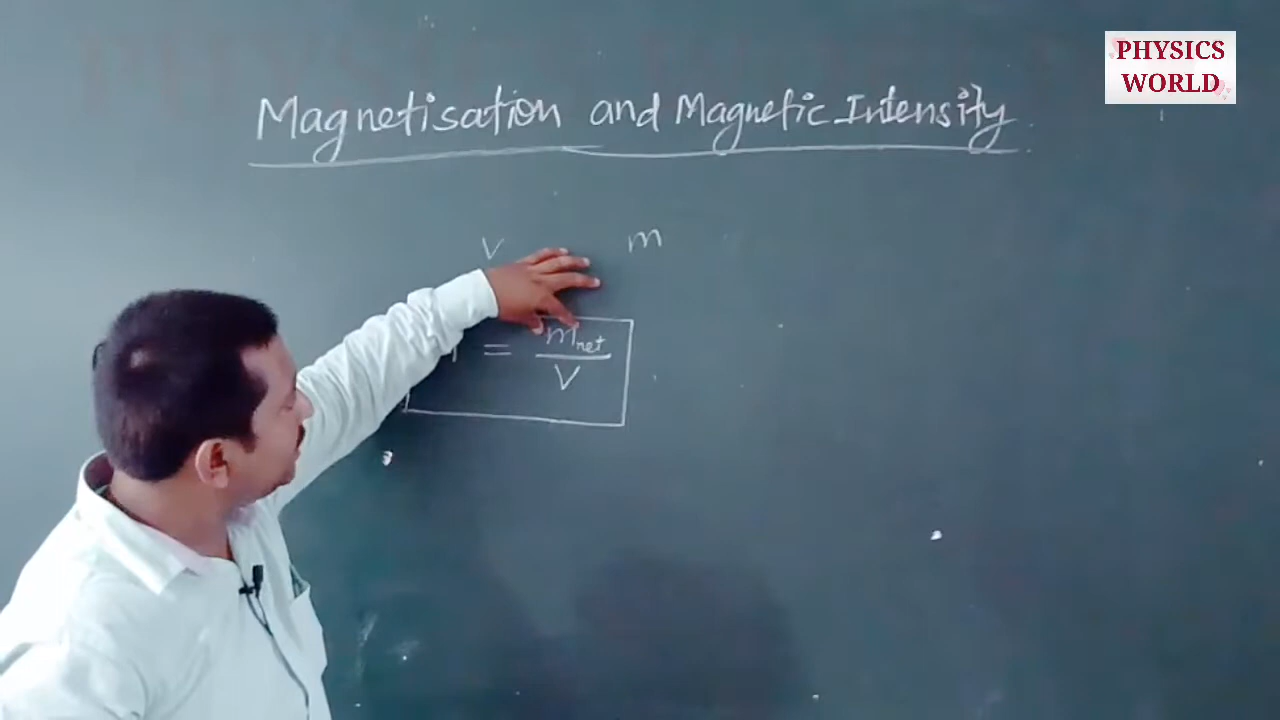 PHYSICS
WORLD
Magnetisation and Magnetic Intensity
V m
= m_net
V